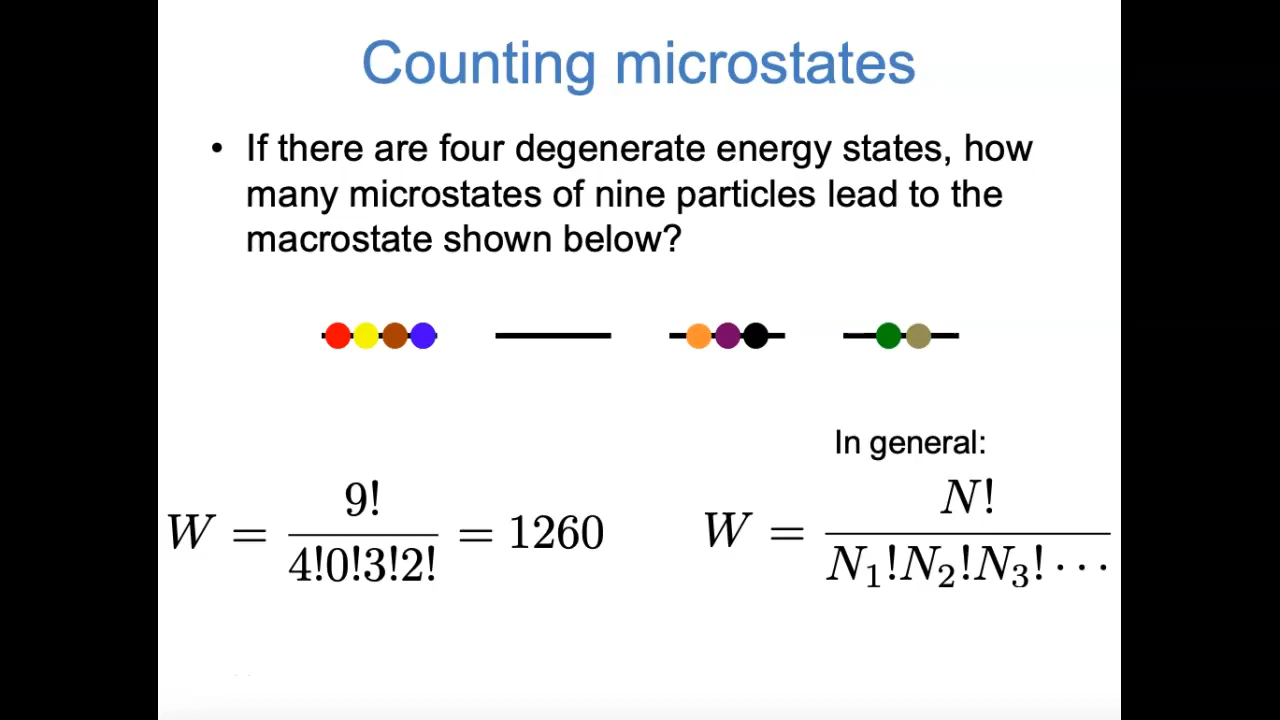 Counting microstates
• If there are four degenerate energy states, how
many microstates of nine particles lead to the
macrostate shown below?
W = 9!/4!0!3!2! = 1260
In general:
W = N!/N₁!N₂!N₃!⋯